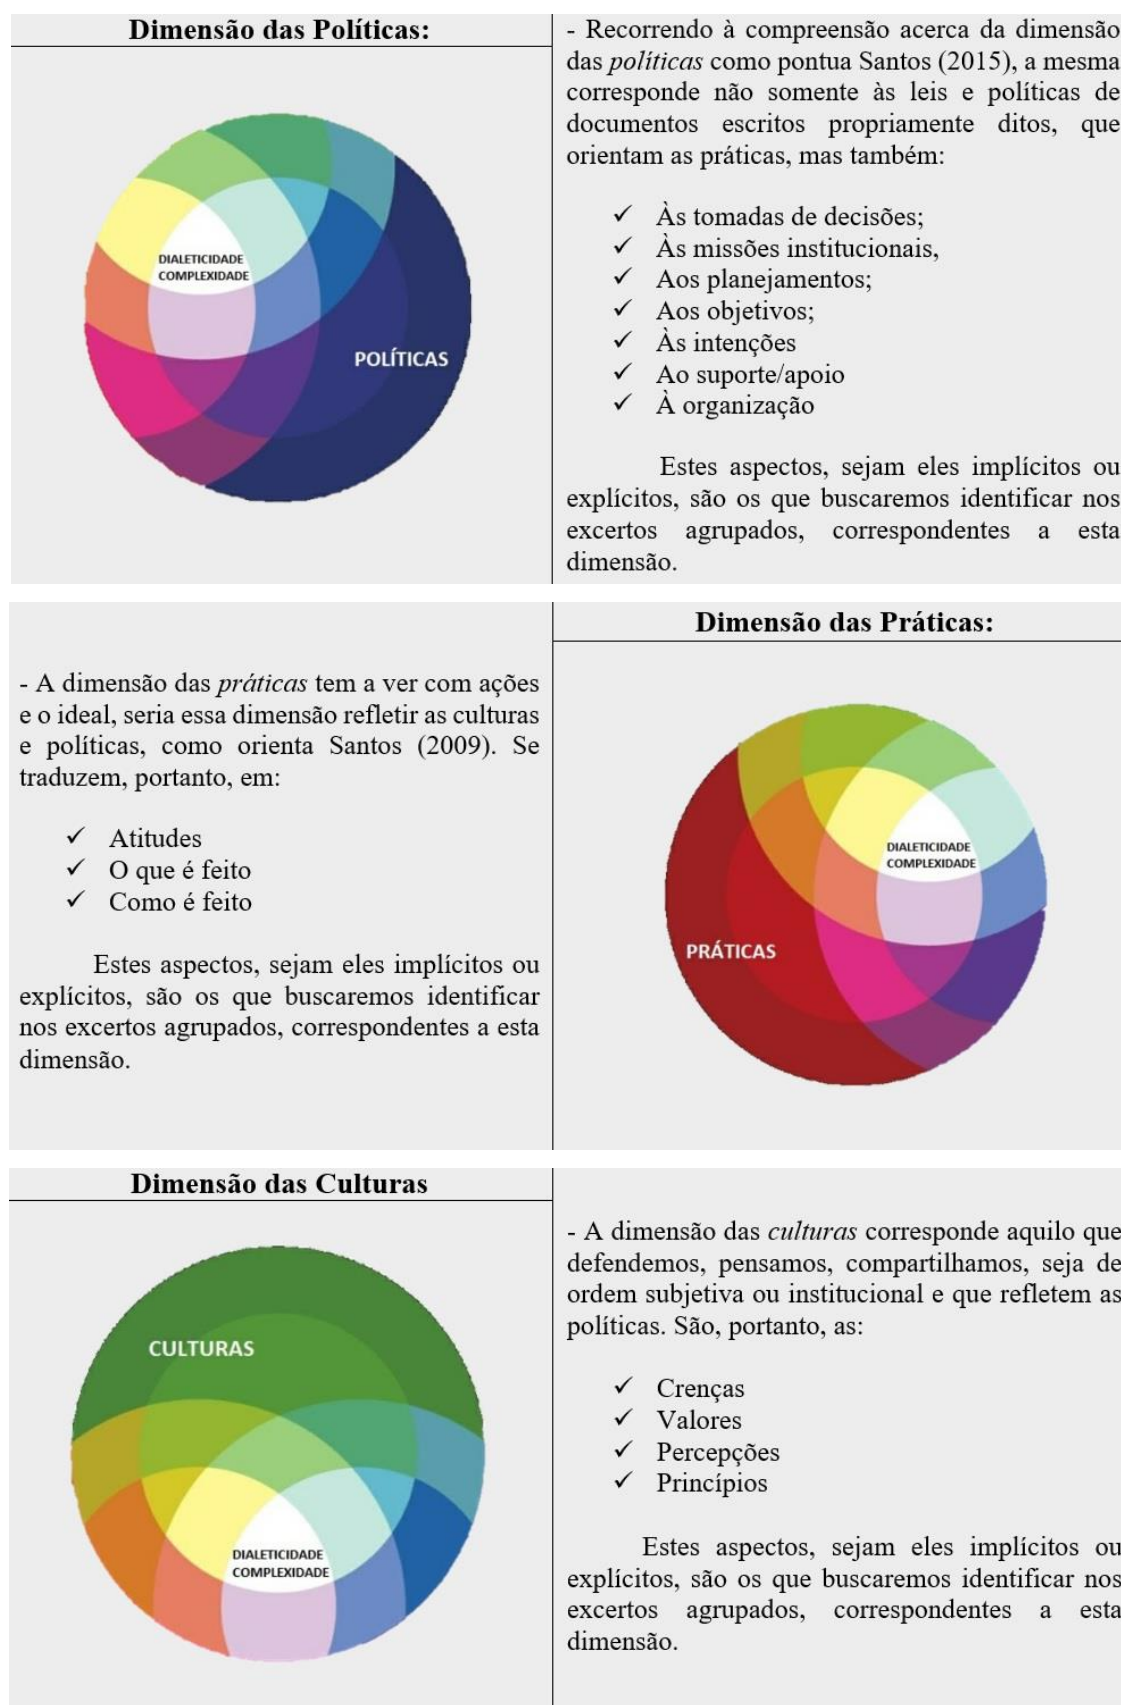 Dimensão das Políticas:
DIALETICIDADE
COMPLEXIDADE
POLÍTICAS
- Recorrendo à compreensão acerca da dimensão
das políticas como pontua Santos (2015), a mesma
corresponde não somente às leis e políticas de
documentos escritos propriamente ditos, que
orientam as práticas, mas também:
✓ Às tomadas de decisões;
✓ Às missões institucionais,
✓ Aos planejamentos;
✓ Aos objetivos;
✓ Às intenções
✓ Ao suporte/apoio
✓ À organização
Estes aspectos, sejam eles implícitos ou
explícitos, são os que buscaremos identificar nos
excertos agrupados, correspondentes a esta
dimensão.
- A dimensão das práticas tem a ver com ações
e o ideal, seria essa dimensão refletir as culturas
e políticas, como orienta Santos (2009). Se
traduzem, portanto, em:
✓ Atitudes
✓ O que é feito
✓ Como é feito
Estes aspectos, sejam eles implícitos ou
explícitos, são os que buscaremos identificar
nos excertos agrupados, correspondentes a esta
dimensão.
Dimensão das Práticas:
DIALETICIDADE
COMPLEXIDADE
PRÁTICAS
Dimensão das Culturas
CULTURAS
DIALETICIDADE
COMPLEXIDADE
- A dimensão das culturas corresponde aquilo que
defendemos, pensamos, compartilhamos, seja de
ordem subjetiva ou institucional e que refletem as
políticas. São, portanto, as:
✓ Crenças
✓ Valores
✓ Percepções
✓ Princípios
Estes aspectos, sejam eles implícitos ou
explícitos, são os que buscaremos identificar nos
excertos agrupados, correspondentes a esta
dimensão.